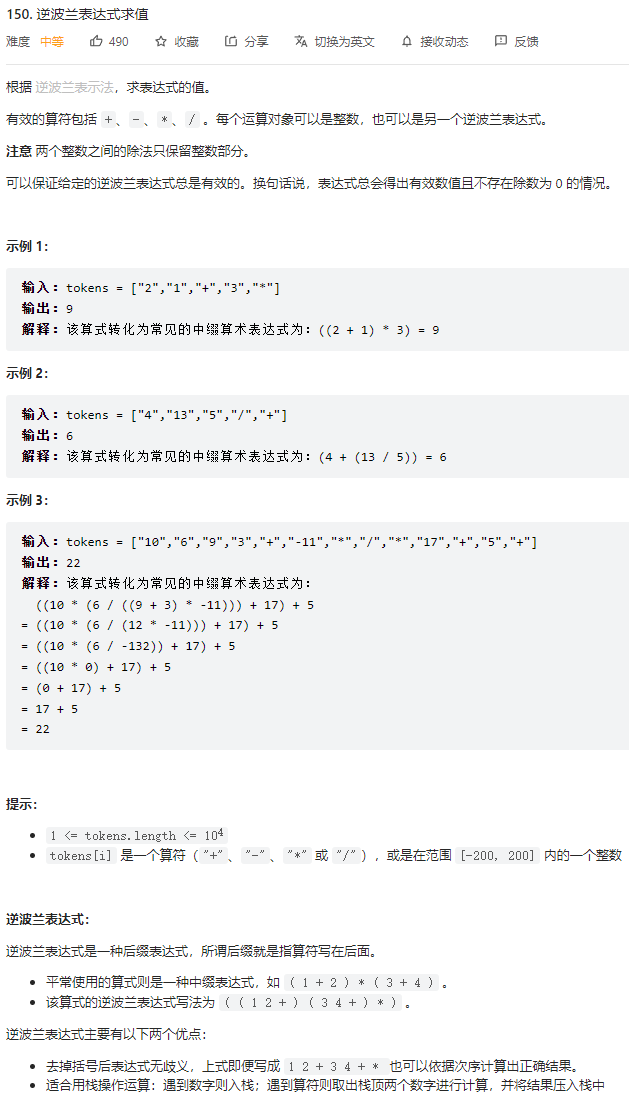 150. 逆波兰表达式求值
难度 中等 490 收藏 分享 切换为英文 接收动态 反馈
根据 逆波兰表示法，求表达式的值。
有效的算符包括 +、-、*、/ 。每个运算对象可以是整数，也可以是另一个逆波兰表达式。
注意 两个整数之间的除法只保留整数部分。
可以保证给定的逆波兰表达式总是有效的。换句话说，表达式总会得出有效数值且不存在除数为 0 的情况。
示例 1：
输入：tokens = ["2","1","+","3","*"]
输出：9
解释：该算式转化为常见的中缀算术表达式为：((2 + 1) * 3) = 9
示例 2：
输入：tokens = ["4","13","5","/","+"]
输出：6
解释：该算式转化为常见的中缀算术表达式为：(4 + (13 / 5)) = 6
示例 3：
输入：tokens = ["10","6","9","3","+","-11","*","/","*","17","+","5","+"]
输出：22
解释：该算式转化为常见的中缀算术表达式为：
((10 * (6 / ((9 + 3) * -11))) + 17) + 5
= ((10 * (6 / (12 * -11))) + 17) + 5
= ((10 * (6 / -132)) + 17) + 5
= ((10 * 0) + 17) + 5
= (0 + 17) + 5
= 17 + 5
= 22
提示：
1 <= tokens.length <= 10⁴
tokens[i] 是一个算符（"+"、"-"、"*" 或 "/"），或是在范围 [-200, 200] 内的一个整数
逆波兰表达式：
逆波兰表达式是一种后缀表达式，所谓后缀就是指算符写在后面。
平常使用的算式则是一种中缀表达式，如 ( 1 + 2 ) * ( 3 + 4 ) 。
该算式的逆波兰表达式写法为 ( ( 1 2 + ) ( 3 4 + ) * ) 。
逆波兰表达式主要有以下两个优点：
去掉括号后表达式无歧义，上式即便写成 1 2 + 3 4 + * 也可以依据次序计算出正确结果。
适合用栈操作运算：遇到数字则入栈；遇到算符则取出栈顶两个数字进行计算，并将结果压入栈中